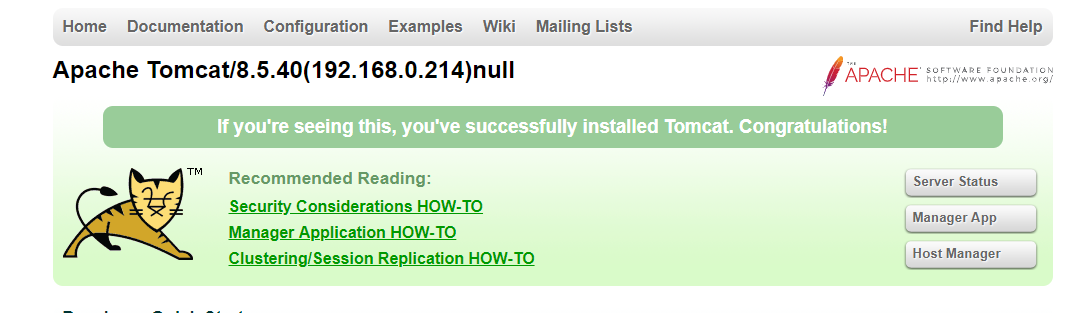 Home Documentation Configuration Examples Wiki Mailing Lists Find Help
Apache Tomcat/8.5.40(192.168.0.214)null
THE APACHE SOFTWARE FOUNDATION
http://www.apache.org/
If you're seeing this, you've successfully installed Tomcat. Congratulations!
TM
Recommended Reading:
Security Considerations HOW-TO
Manager Application HOW-TO
Clustering/Session Replication HOW-TO
Server Status
Manager App
Host Manager